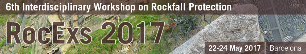 6th Interdisciplinary Workshop on Rockfall Protection
RocExs 2017
22-24 May 2017
Barcelona